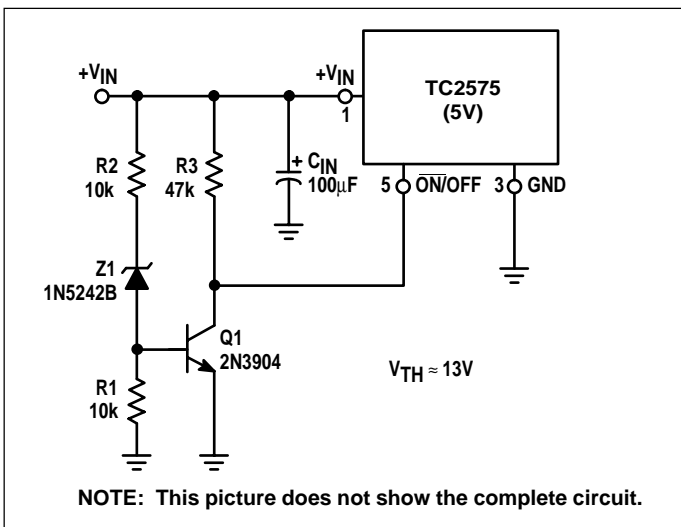 +VIN
+VIN
1
TC2575
(5V)
R2
10k
R3
47k
+ CIN
100μF
5 ON/OFF
3 GND
Z1
1N5242B
Q1
2N3904
R1
10k
VTH ≈ 13V
NOTE: This picture does not show the complete circuit.